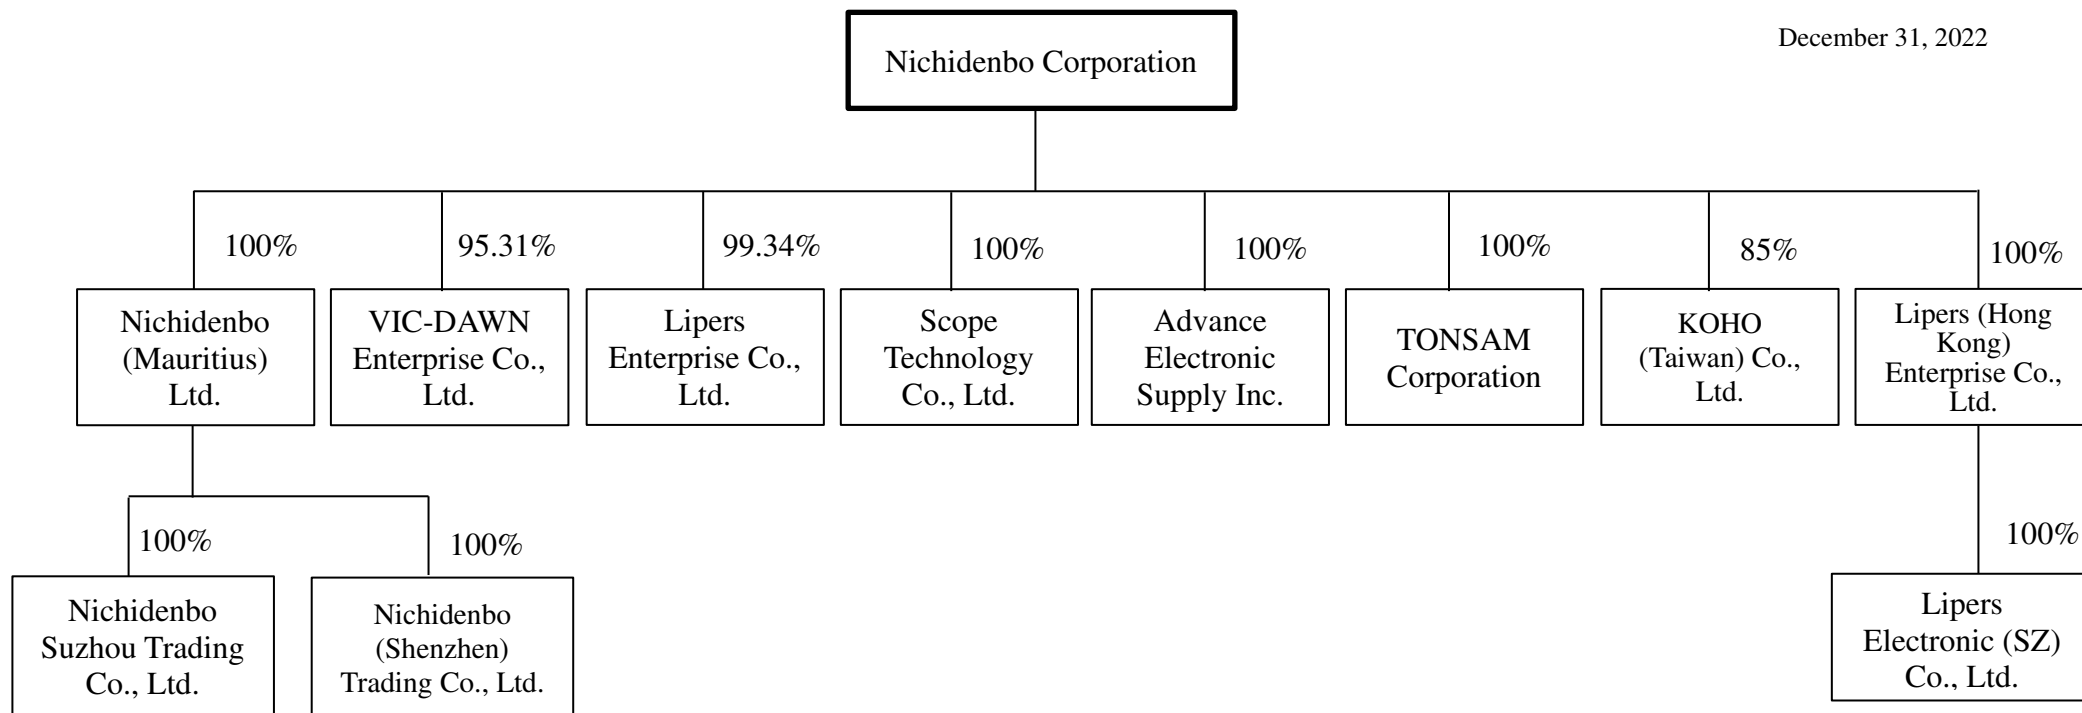 Nichidenbo Corporation
December 31, 2022
100%
95.31%
99.34%
100%
100%
100%
85%
100%
Nichidenbo
(Mauritius)
Ltd.
VIC-DAWN
Enterprise Co.,
Ltd.
Lipers
Enterprise Co.,
Ltd.
Scope
Technology
Co., Ltd.
Advance
Electronic
Supply Inc.
TONSAM
Corporation
KOHO
(Taiwan) Co.,
Ltd.
Lipers (Hong
Kong)
Enterprise Co.,
Ltd.
100%
100%
100%
Nichidenbo
Suzhou Trading
Co., Ltd.
Nichidenbo
(Shenzhen)
Trading Co., Ltd.
Lipers
Electronic (SZ)
Co., Ltd.